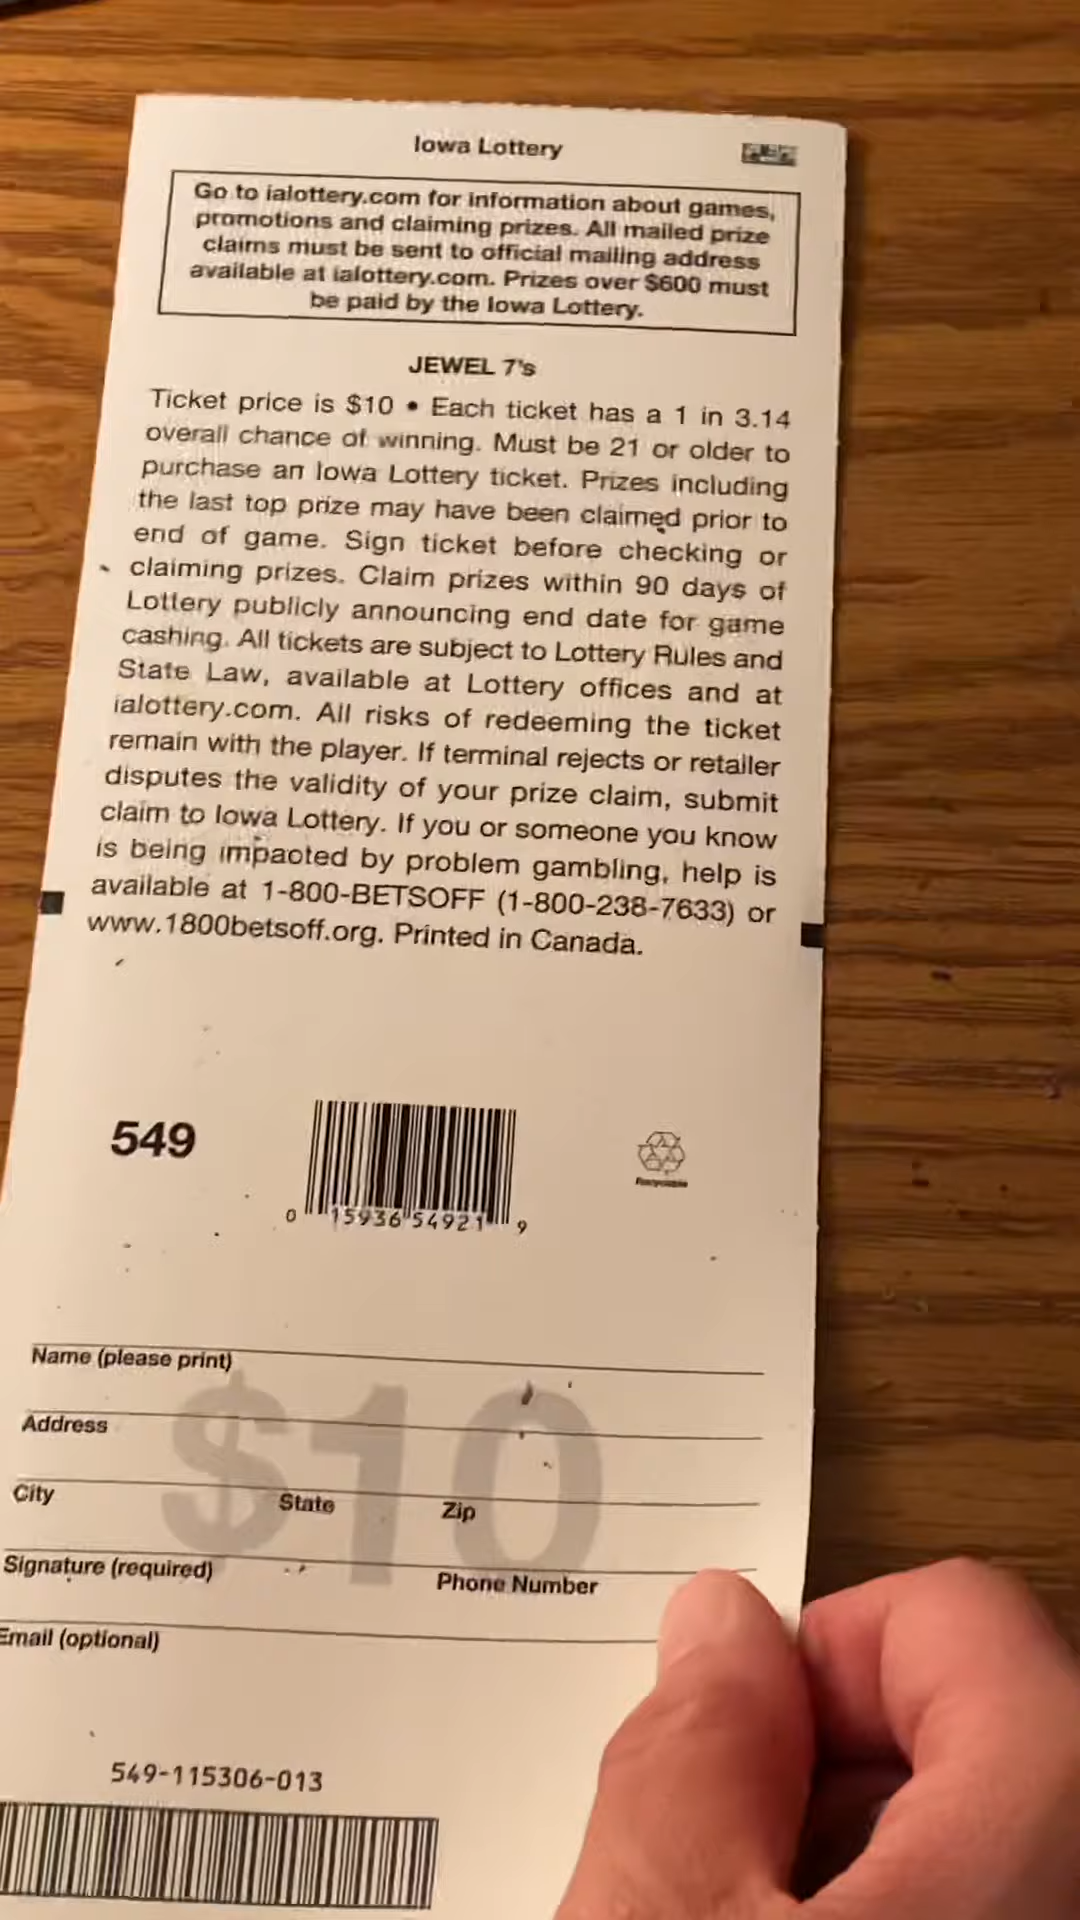 Iowa Lottery
Go to ialottery.com for information about games,
promotions and claiming prizes. All mailed prize
claims must be sent to official mailing address
available at ialottery.com. Prizes over $600 must
be paid by the Iowa Lottery.
JEWEL 7's
Ticket price is $10 • Each ticket has a 1 in 3.14
overall chance of winning. Must be 21 or older to
purchase an Iowa Lottery ticket. Prizes including
the last top prize may have been claimed prior to
end of game. Sign ticket before checking or
claiming prizes. Claim prizes within 90 days of
Lottery publicly announcing end date for game
cashing. All tickets are subject to Lottery Rules and
State Law, available at Lottery offices and at
ialottery.com. All risks of redeeming the ticket
remain with the player. If terminal rejects or retailer
disputes the validity of your prize claim, submit
claim to Iowa Lottery. If you or someone you know
is being impacted by problem gambling, help is
available at 1-800-BETSOFF (1-800-238-7633) or
www.1800betsoff.org. Printed in Canada.
549
0 15936 54921 9
Recyclable
Name (please print)
$10
Address
City State Zip
Signature (required) Phone Number
Email (optional)
549-115306-013